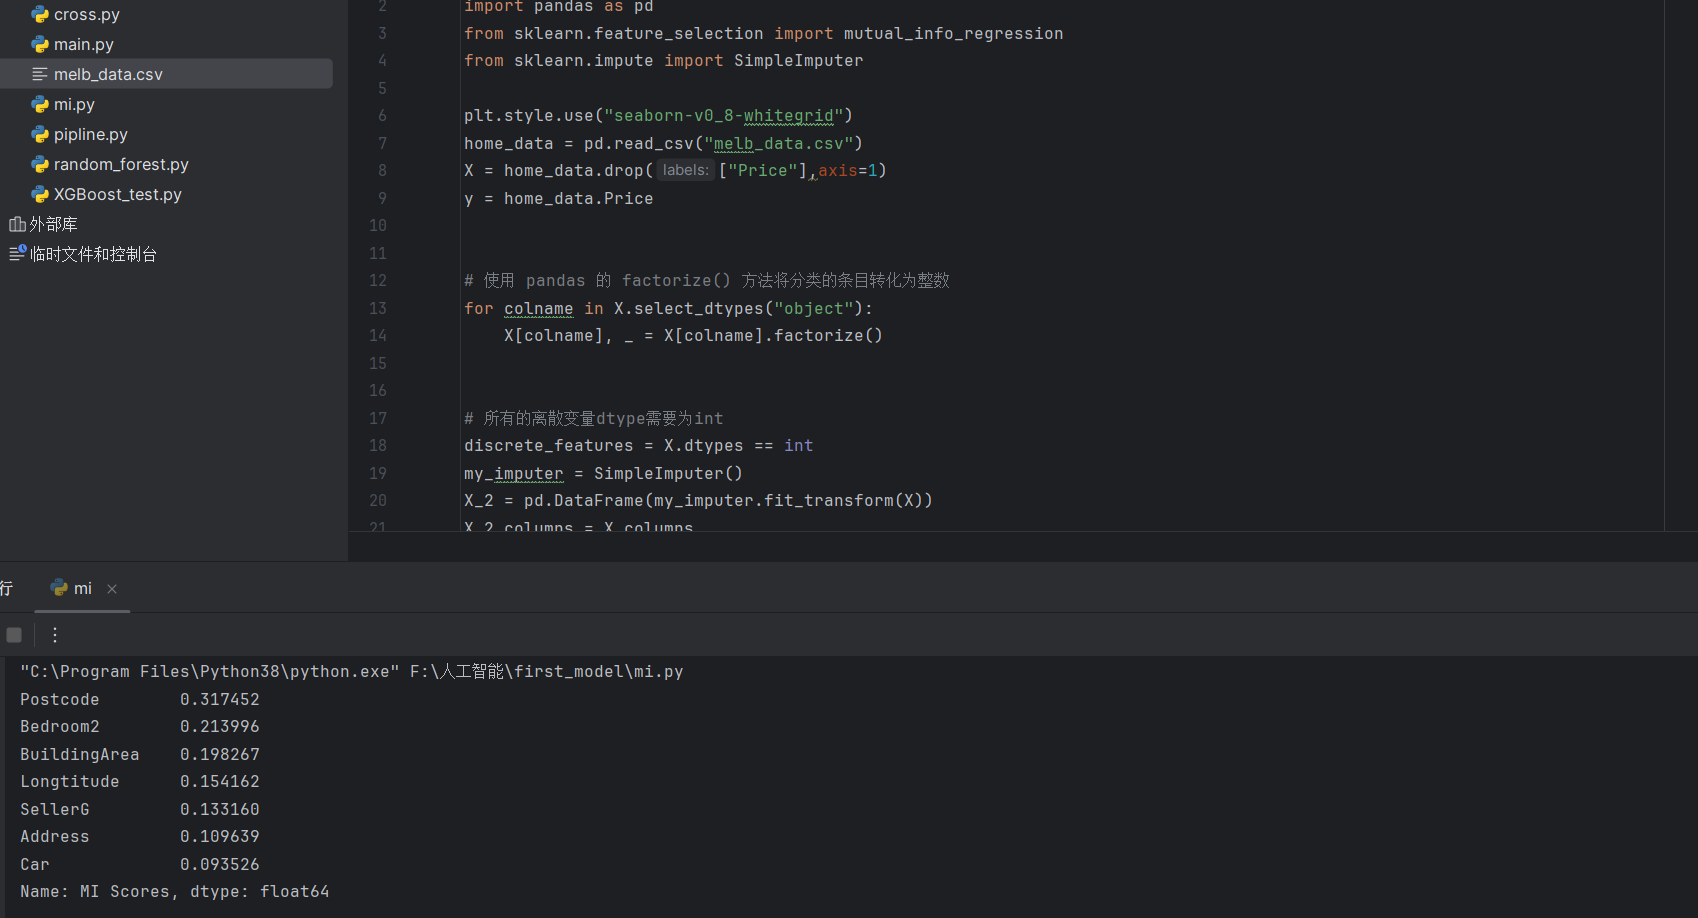 cross.py
main.py
melb_data.csv
mi.py
pipline.py
random_forest.py
XGBoost_test.py
外部库
临时文件和控制台
2 import pandas as pd
3 from sklearn.feature_selection import mutual_info_regression
4 from sklearn.impute import SimpleImputer
5
6 plt.style.use("seaborn-v0_8-whitegrid")
7 home_data = pd.read_csv("melb_data.csv")
8 X = home_data.drop( labels: ["Price"],axis=1)
9 y = home_data.Price
10
11
12 # 使用 pandas 的 factorize() 方法将分类的条目转化为整数
13 for colname in X.select_dtypes("object"):
14 X[colname], _ = X[colname].factorize()
15
16
17 # 所有的离散变量dtype需要为int
18 discrete_features = X.dtypes == int
19 my_imputer = SimpleImputer()
20 X_2 = pd.DataFrame(my_imputer.fit_transform(X))
21 X_2.columns = X.columns
行 mi
"C:\Program Files\Python38\python.exe" F:\人工智能\first_model\mi.py
Postcode 0.317452
Bedroom2 0.213996
BuildingArea 0.198267
Longtitude 0.154162
SellerG 0.133160
Address 0.109639
Car 0.093526
Name: MI Scores, dtype: float64